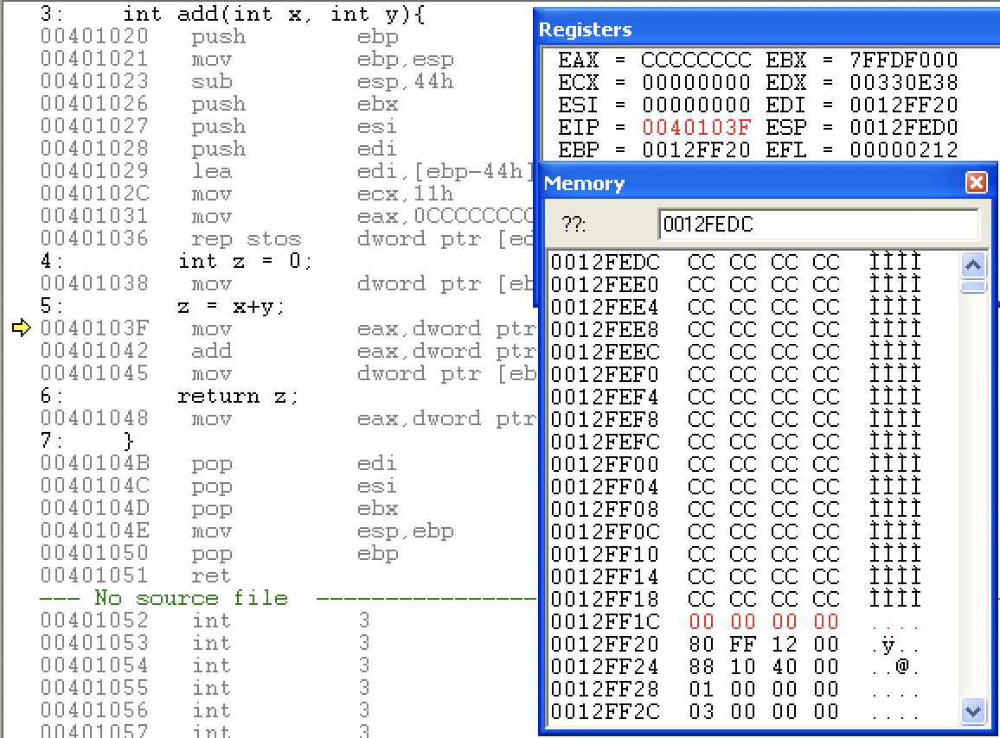 3:    int add(int x, int y){
00401020   push        ebp
00401021   mov         ebp,esp
00401023   sub         esp,44h
00401026   push        ebx
00401027   push        esi
00401028   push        edi
00401029   lea         edi,[ebp-44h]
0040102C   mov         ecx,11h
00401031   mov         eax,0CCCCCCCC
00401036   rep stos    dword ptr [ed
4:        int z = 0;
00401038   mov         dword ptr [eb
5:        z = x+y;
0040103F   mov         eax,dword ptr
00401042   add         eax,dword ptr
00401045   mov         dword ptr [eb
6:        return z;
00401048   mov         eax,dword ptr
7:    }
0040104B   pop         edi
0040104C   pop         esi
0040104D   pop         ebx
0040104E   mov         esp,ebp
00401050   pop         ebp
00401051   ret
--- No source file  ----------------
00401052   int         3
00401053   int         3
00401054   int         3
00401055   int         3
00401056   int         3
00401057   int         3
Registers
EAX = CCCCCCCC EBX = 7FFDF000
ECX = 00000000 EDX = 00330E38
ESI = 00000000 EDI = 0012FF20
EIP = 0040103F ESP = 0012FED0
EBP = 0012FF20 EFL = 00000212
Memory
??: 0012FEDC
0012FEDC  CC CC CC CC  ÌÌÌÌ
0012FEE0  CC CC CC CC  ÌÌÌÌ
0012FEE4  CC CC CC CC  ÌÌÌÌ
0012FEE8  CC CC CC CC  ÌÌÌÌ
0012FEEC  CC CC CC CC  ÌÌÌÌ
0012FEF0  CC CC CC CC  ÌÌÌÌ
0012FEF4  CC CC CC CC  ÌÌÌÌ
0012FEF8  CC CC CC CC  ÌÌÌÌ
0012FEFC  CC CC CC CC  ÌÌÌÌ
0012FF00  CC CC CC CC  ÌÌÌÌ
0012FF04  CC CC CC CC  ÌÌÌÌ
0012FF08  CC CC CC CC  ÌÌÌÌ
0012FF0C  CC CC CC CC  ÌÌÌÌ
0012FF10  CC CC CC CC  ÌÌÌÌ
0012FF14  CC CC CC CC  ÌÌÌÌ
0012FF18  CC CC CC CC  ÌÌÌÌ
0012FF1C  00 00 00 00  ....
0012FF20  80 FF 12 00  .ÿ..
0012FF24  88 10 40 00  ..@.
0012FF28  01 00 00 00  ....
0012FF2C  03 00 00 00  ....